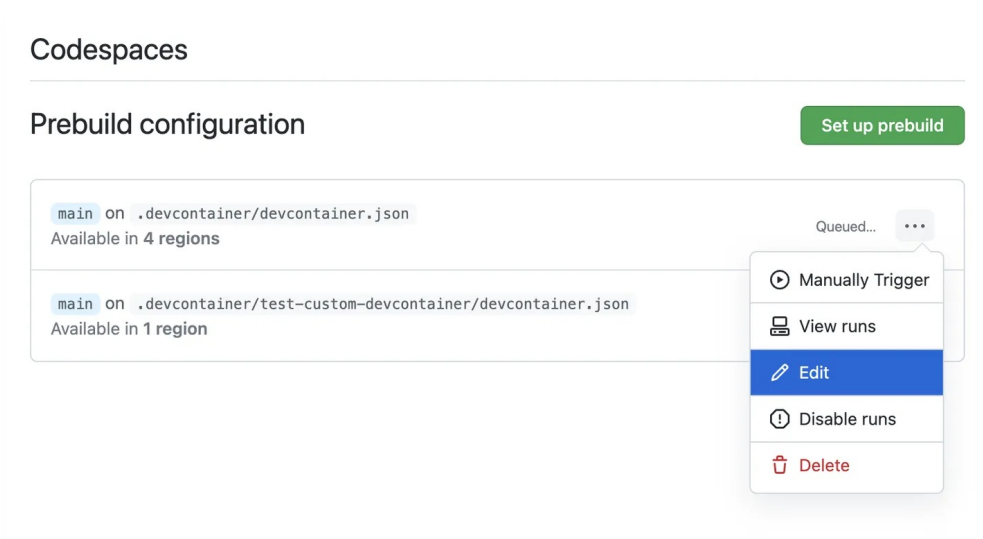 Codespaces
Prebuild configuration
Set up prebuild
main on .devcontainer/devcontainer.json
Available in 4 regions
Queued...
main on .devcontainer/test-custom-devcontainer/devcontainer.json
Available in 1 region
Manually Trigger
View runs
Edit
Disable runs
Delete